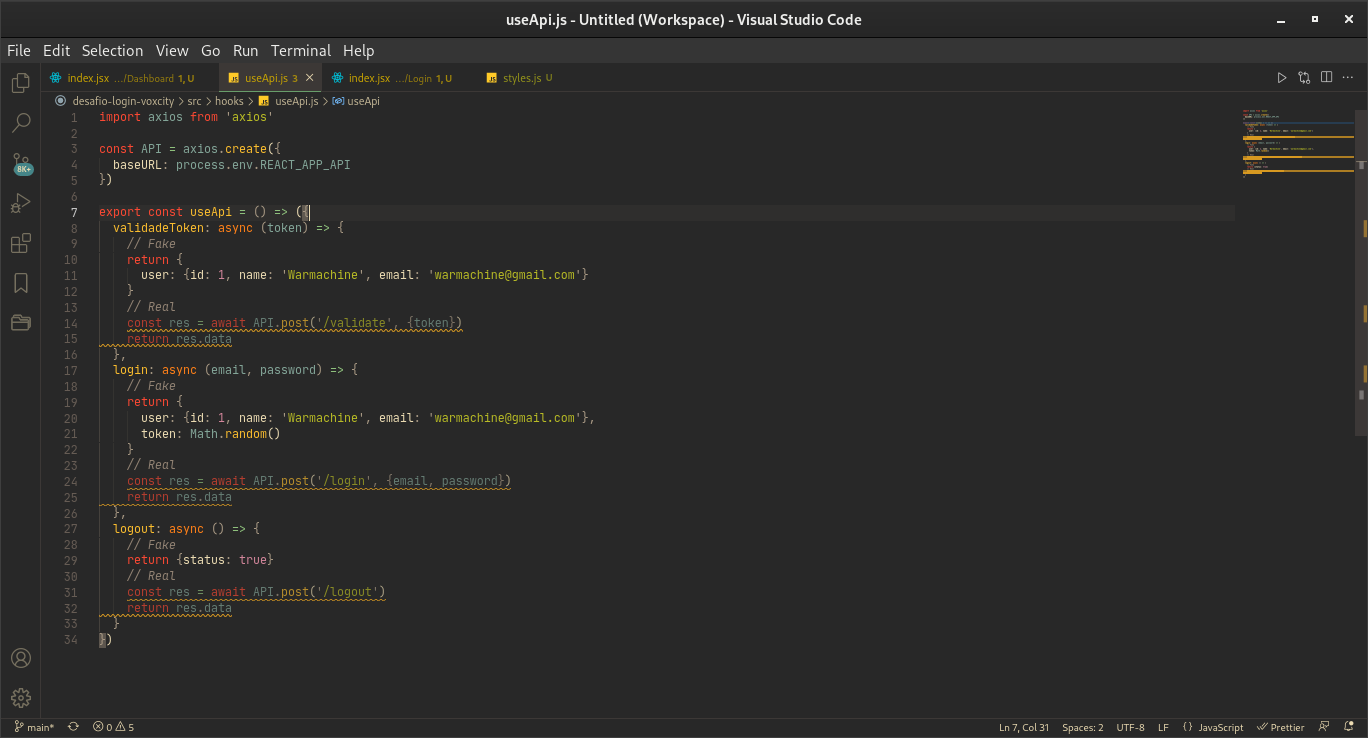 useApi.js - Untitled (Workspace) - Visual Studio Code
File Edit Selection View Go Run Terminal Help
index.jsx .../Dashboard 1, U useApi.js 3 index.jsx .../Login 1, U styles.js U
desafio-login-voxcity > src > hooks > useApi.js > useApi
1 import axios from 'axios'
2
3 const API = axios.create({
4 baseURL: process.env.REACT_APP_API
5 })
6
7 export const useApi = () => ({
8 validadeToken: async (token) => {
9 // Fake
10 return {
11 user: {id: 1, name: 'Warmachine', email: 'warmachine@gmail.com'}
12 }
13 // Real
14 const res = await API.post('/validate', {token})
15 return res.data
16 },
17 login: async (email, password) => {
18 // Fake
19 return {
20 user: {id: 1, name: 'Warmachine', email: 'warmachine@gmail.com'},
21 token: Math.random()
22 }
23 // Real
24 const res = await API.post('/login', {email, password})
25 return res.data
26 },
27 logout: async () => {
28 // Fake
29 return {status: true}
30 // Real
31 const res = await API.post('/logout')
32 return res.data
33 }
34 })
8K+
main* 0 5 Ln 7, Col 31 Spaces: 2 UTF-8 LF {} JavaScript Prettier